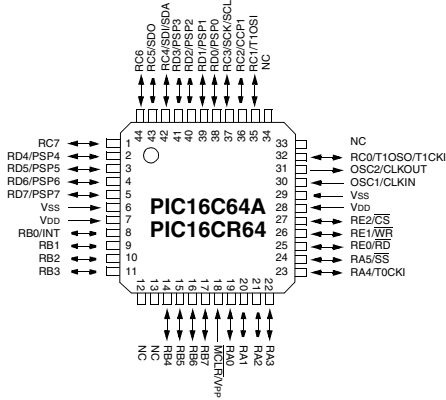 RC6
RC5/SDO
RC4/SDI/SDA
RD3/PSP3
RD2/PSP2
RD1/PSP1
RD0/PSP0
RC3/SCK/SCL
RC2/CCP1
RC1/T1OSI
NC
44
43
42
41
40
39
38
37
36
35
34
RC7 1
RD4/PSP4 2
RD5/PSP5 3
RD6/PSP6 4
RD7/PSP7 5
VSS 6
VDD 7
RB0/INT 8
RB1 9
RB2 10
RB3 11
PIC16C64A
PIC16CR64
33 NC
32 RC0/T1OSO/T1CKI
31 OSC2/CLKOUT
30 OSC1/CLKIN
29 VSS
28 VDD
27 RE2/CS
26 RE1/WR
25 RE0/RD
24 RA5/SS
23 RA4/T0CKI
12
13
14
15
16
17
18
19
20
21
22
NC
NC
RB4
RB5
RB6
RB7
MCLR/VPP
RA0
RA1
RA2
RA3